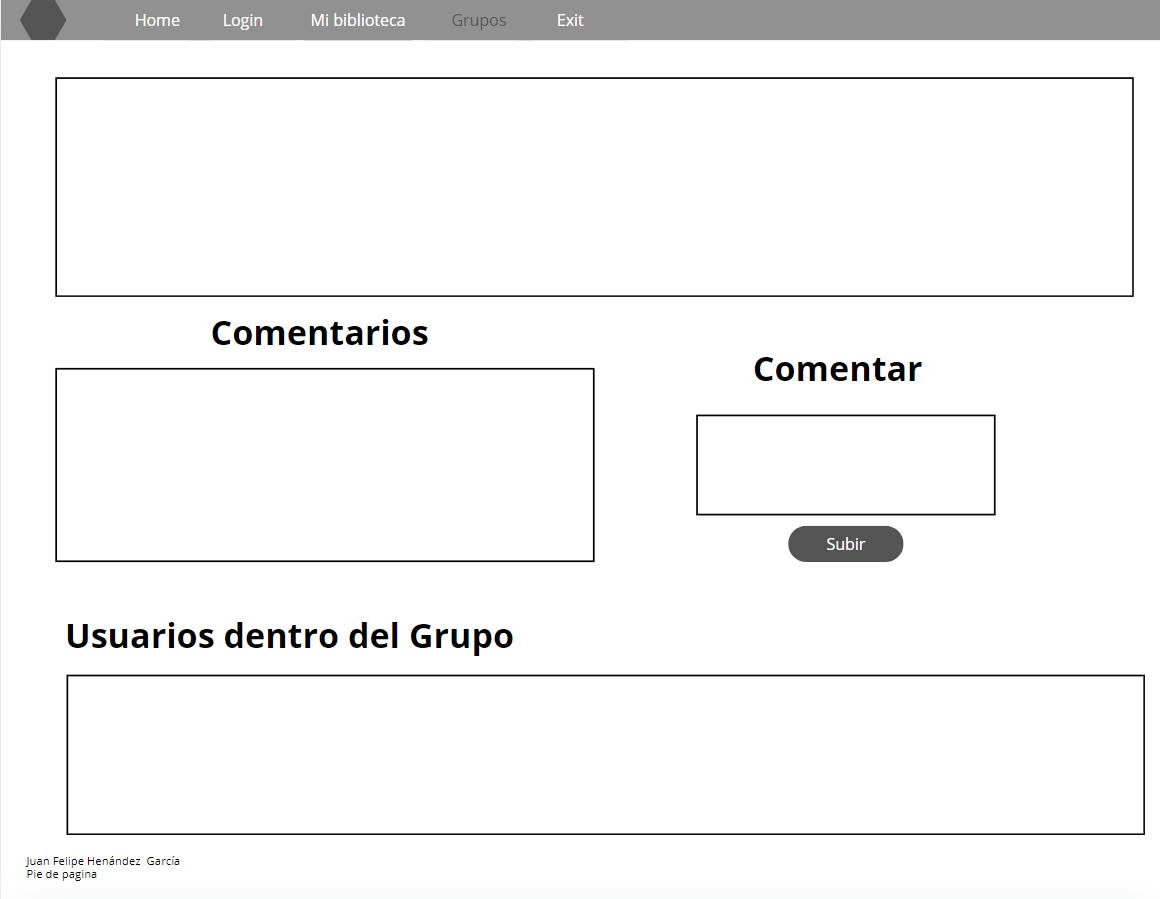 Home Login Mi biblioteca Grupos Exit
Comentarios
Comentar
Subir
Usuarios dentro del Grupo
Juan Felipe Henández García
Pie de pagina